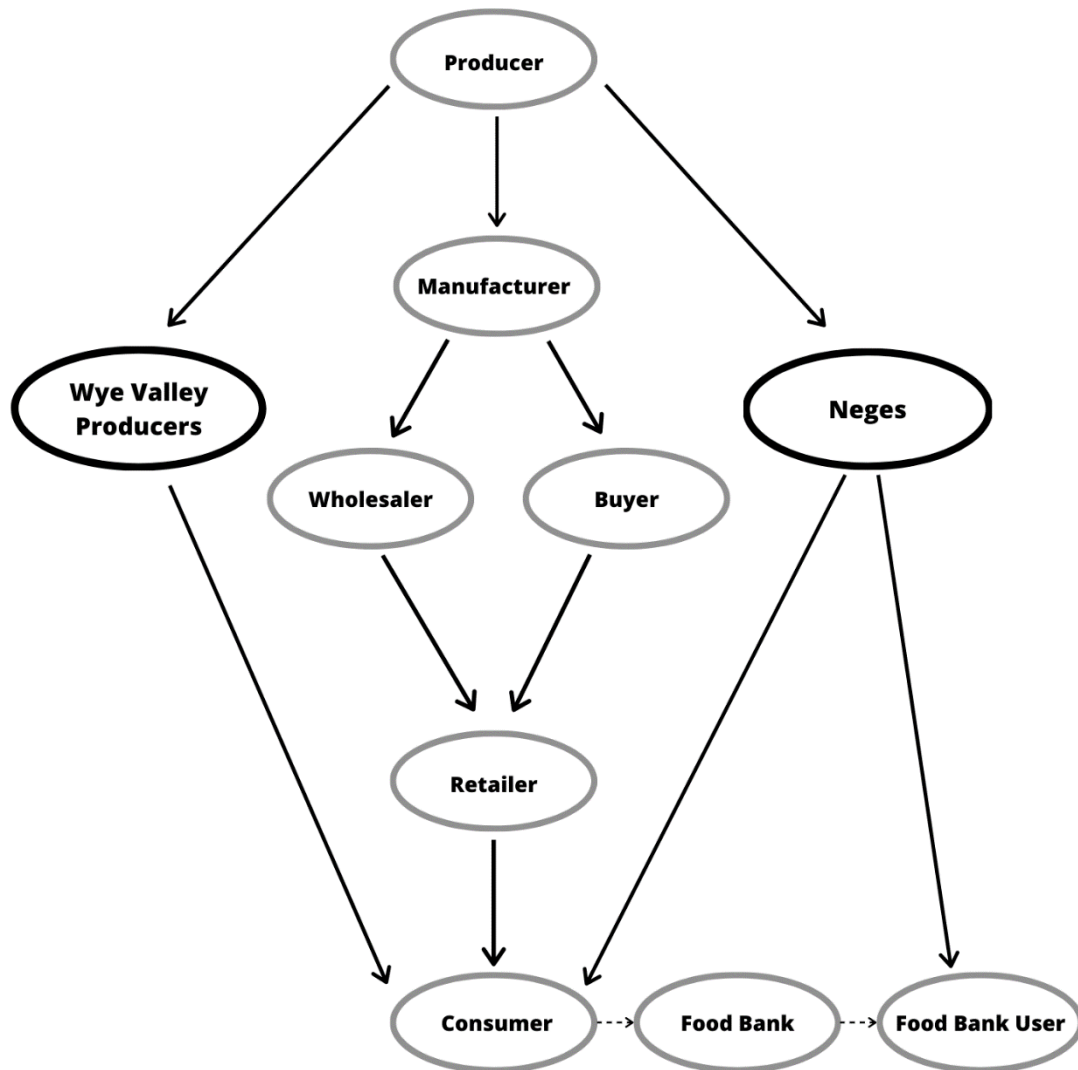 Producer
Manufacturer
Wye Valley
Producers
Neges
Wholesaler
Buyer
Retailer
Consumer
Food Bank
Food Bank User